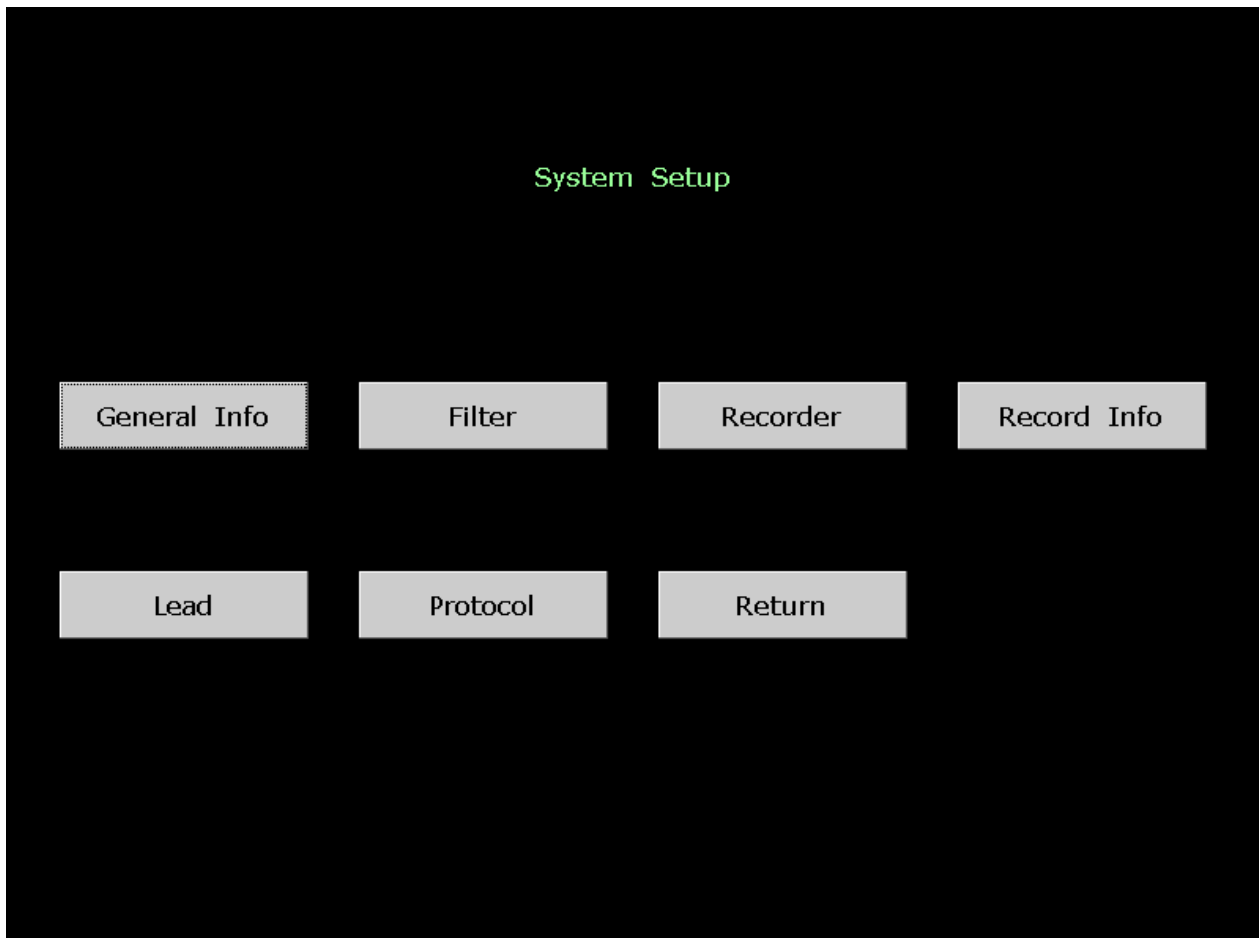 System Setup
General Info
Filter
Recorder
Record Info
Lead
Protocol
Return